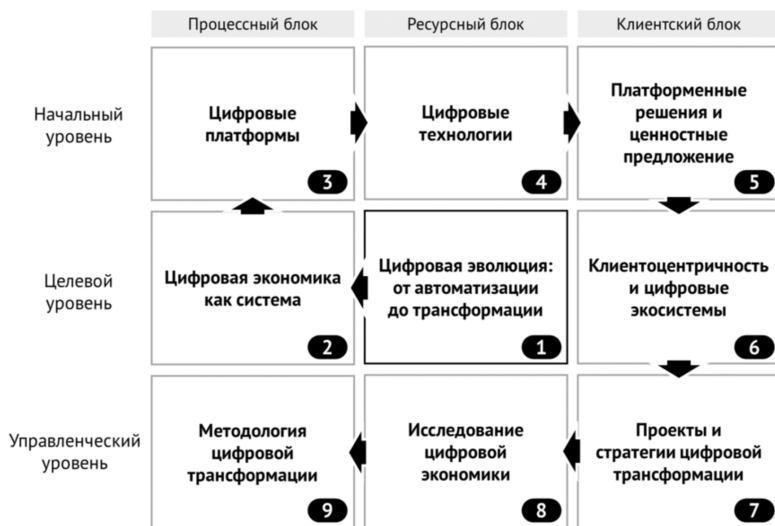 Процессный блок
Ресурсный блок
Клиентский блок
Начальный
уровень
Цифровые
платформы
3
Цифровые
технологии
4
Платформенные
решения и
ценностные
предложение
5
Целевой
уровень
Цифровая экономика
как система
2
Цифровая эволюция:
от автоматизации
до трансформации
1
Клиентоцентричность
и цифровые
экосистемы
6
Управленческий
уровень
Методология
цифровой
трансформации
9
Исследование
цифровой
экономики
8
Проекты и
стратегии цифровой
трансформации
7